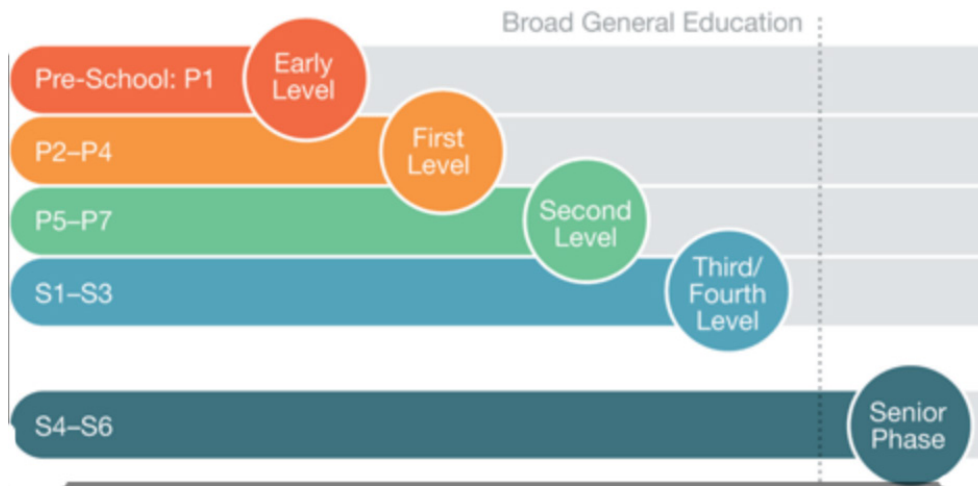 Broad General Education
Pre-School: P1
Early
Level
P2–P4
First
Level
P5–P7
Second
Level
S1–S3
Third/
Fourth
Level
S4–S6
Senior
Phase